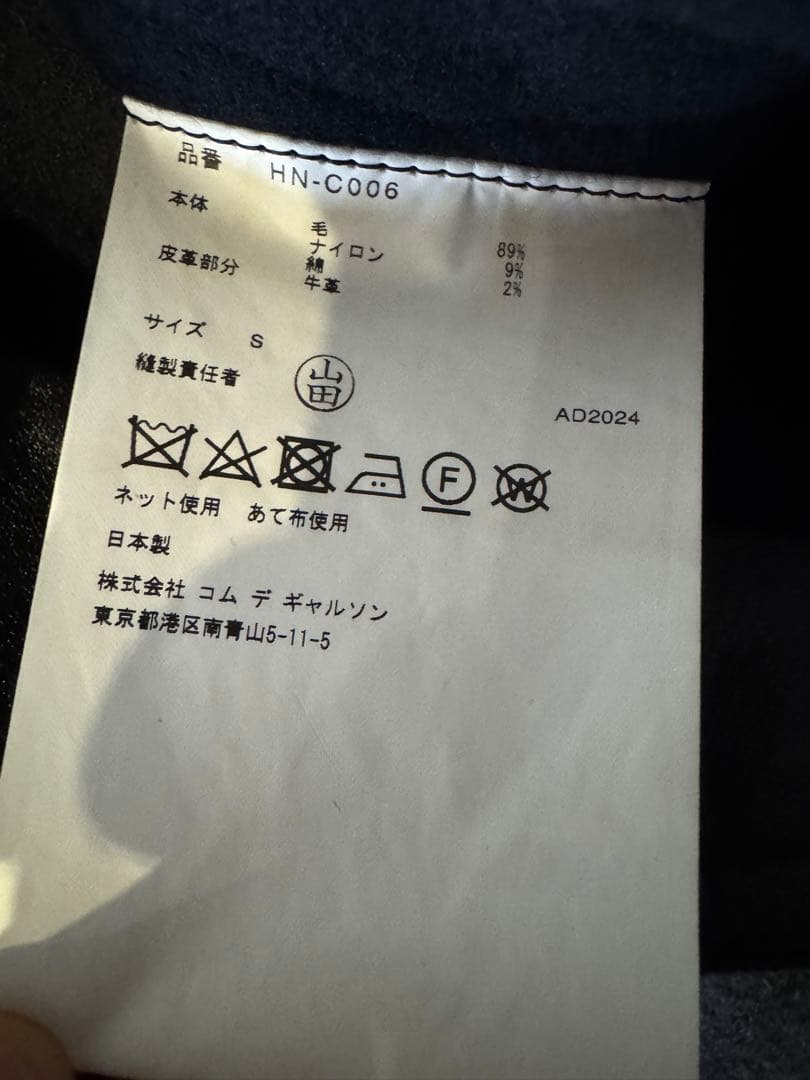 品番 HN-C006
本体 毛 89%
ナイロン 9%
綿 2%
皮革部分 牛革
サイズ S
縫製責任者 山田
AD2024
F
W
ネット使用 あて布使用
日本製
株式会社 コム デ ギャルソン
東京都港区南青山5-11-5